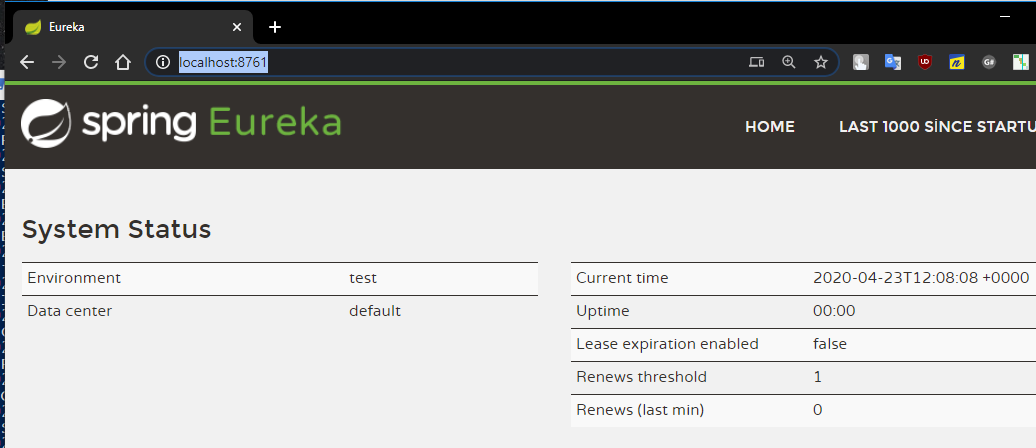 Eureka
localhost:8761
spring Eureka
HOME LAST 1000 SİNCE STARTU
System Status
Environment test
Data center default
Current time 2020-04-23T12:08:08 +0000
Uptime 00:00
Lease expiration enabled false
Renews threshold 1
Renews (last min) 0